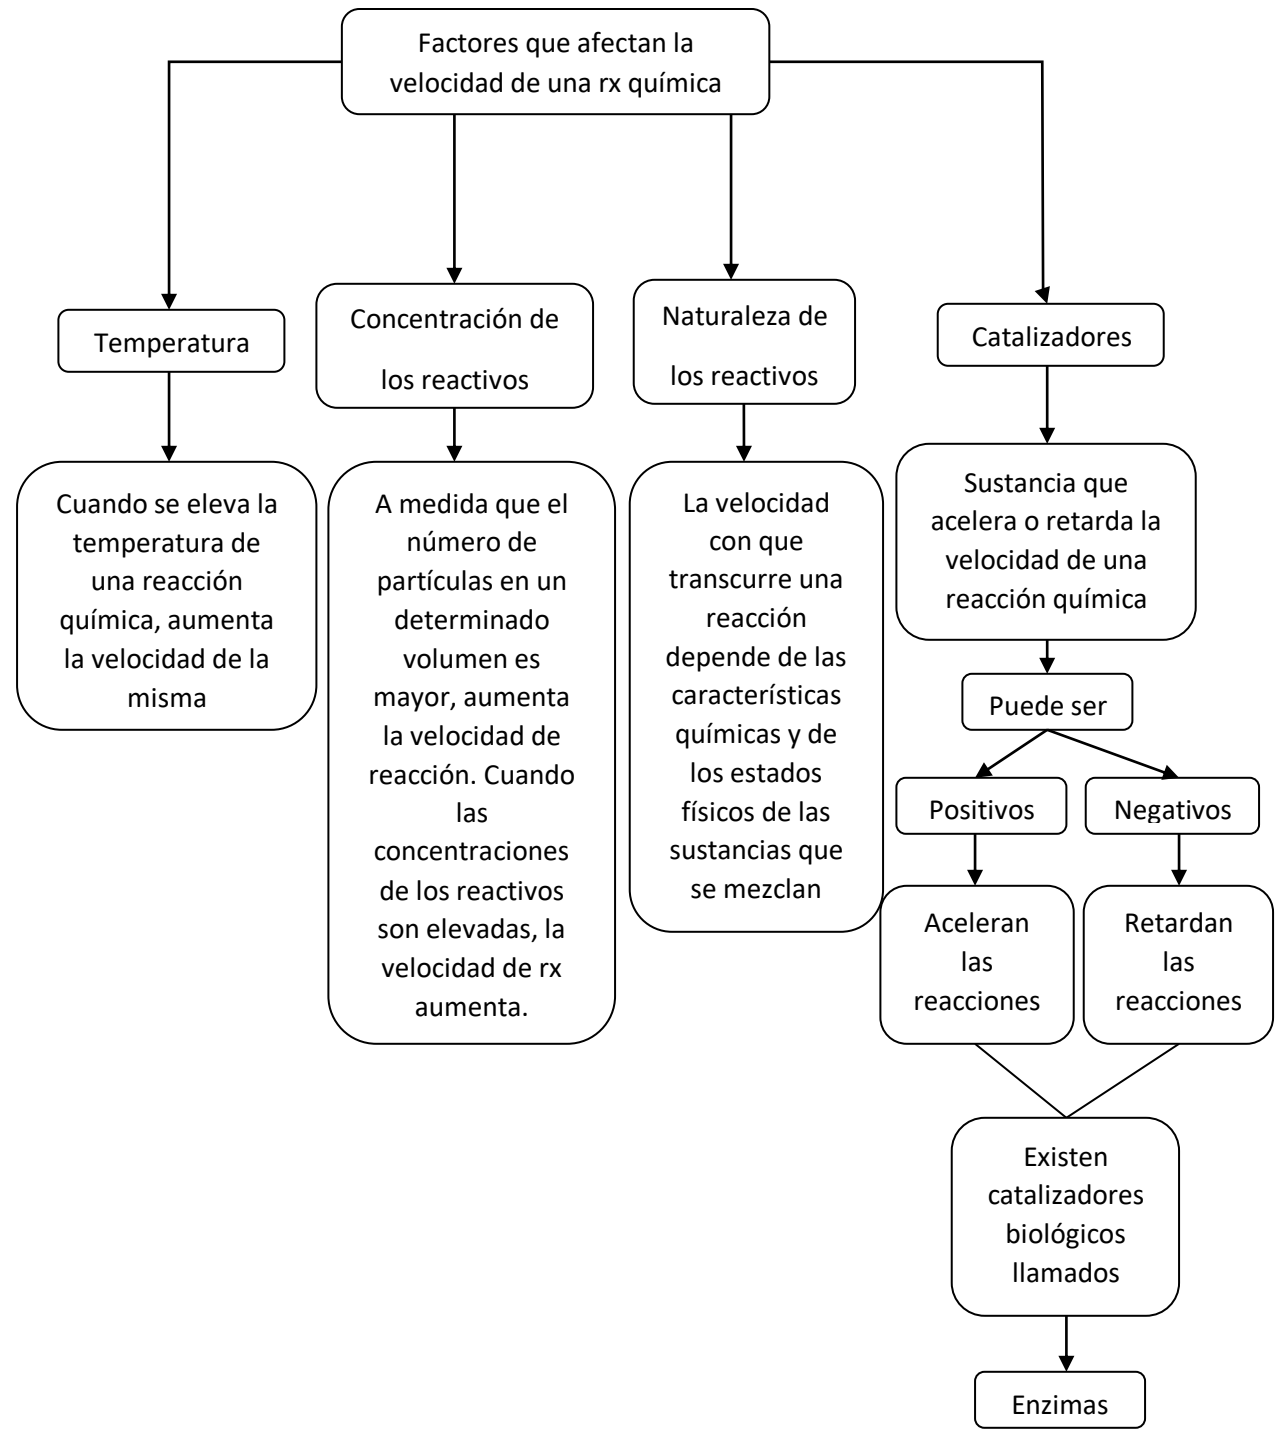 Factores que afectan la
velocidad de una rx química
Temperatura
Concentración de
los reactivos
Naturaleza de
los reactivos
Catalizadores
Cuando se eleva la
temperatura de
una reacción
química, aumenta
la velocidad de la
misma
A medida que el
número de
partículas en un
determinado
volumen es
mayor, aumenta
la velocidad de
reacción. Cuando
las
concentraciones
de los reactivos
son elevadas, la
velocidad de rx
aumenta.
La velocidad
con que
transcurre una
reacción
depende de las
características
químicas y de
los estados
físicos de las
sustancias que
se mezclan
Sustancia que
acelera o retarda la
velocidad de una
reacción química
Puede ser
Positivos
Negativos
Aceleran
las
reacciones
Retardan
las
reacciones
Existen
catalizadores
biológicos
llamados
Enzimas